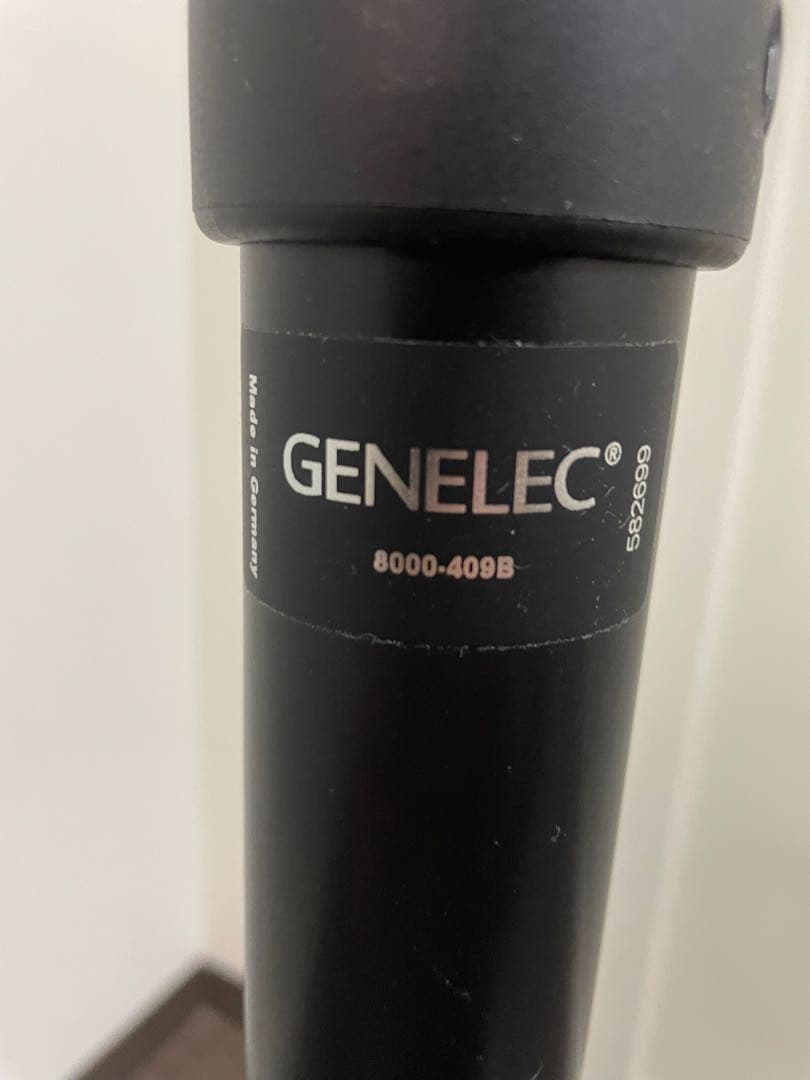 Made in Germany
GENELEC®
8000-409B
582699